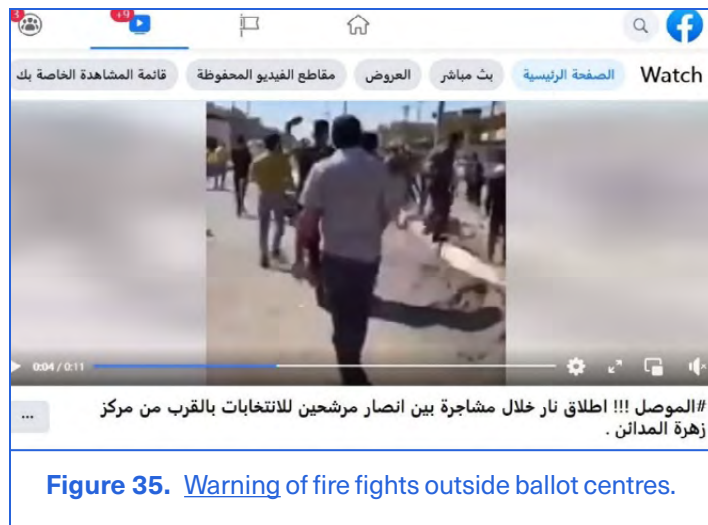 3 +9
Watch الصفحة الرئيسية بث مباشر العروض مقاطع الفيديو المحفوظة قائمة المشاهدة الخاصة بك
0:04 / 0:11
#الموصل !!! اطلاق نار خلال مشاجرة بين انصار مرشحين للانتخابات بالقرب من مركز
زهرة المدائن .
...
Figure 35. Warning of fire fights outside ballot centres.